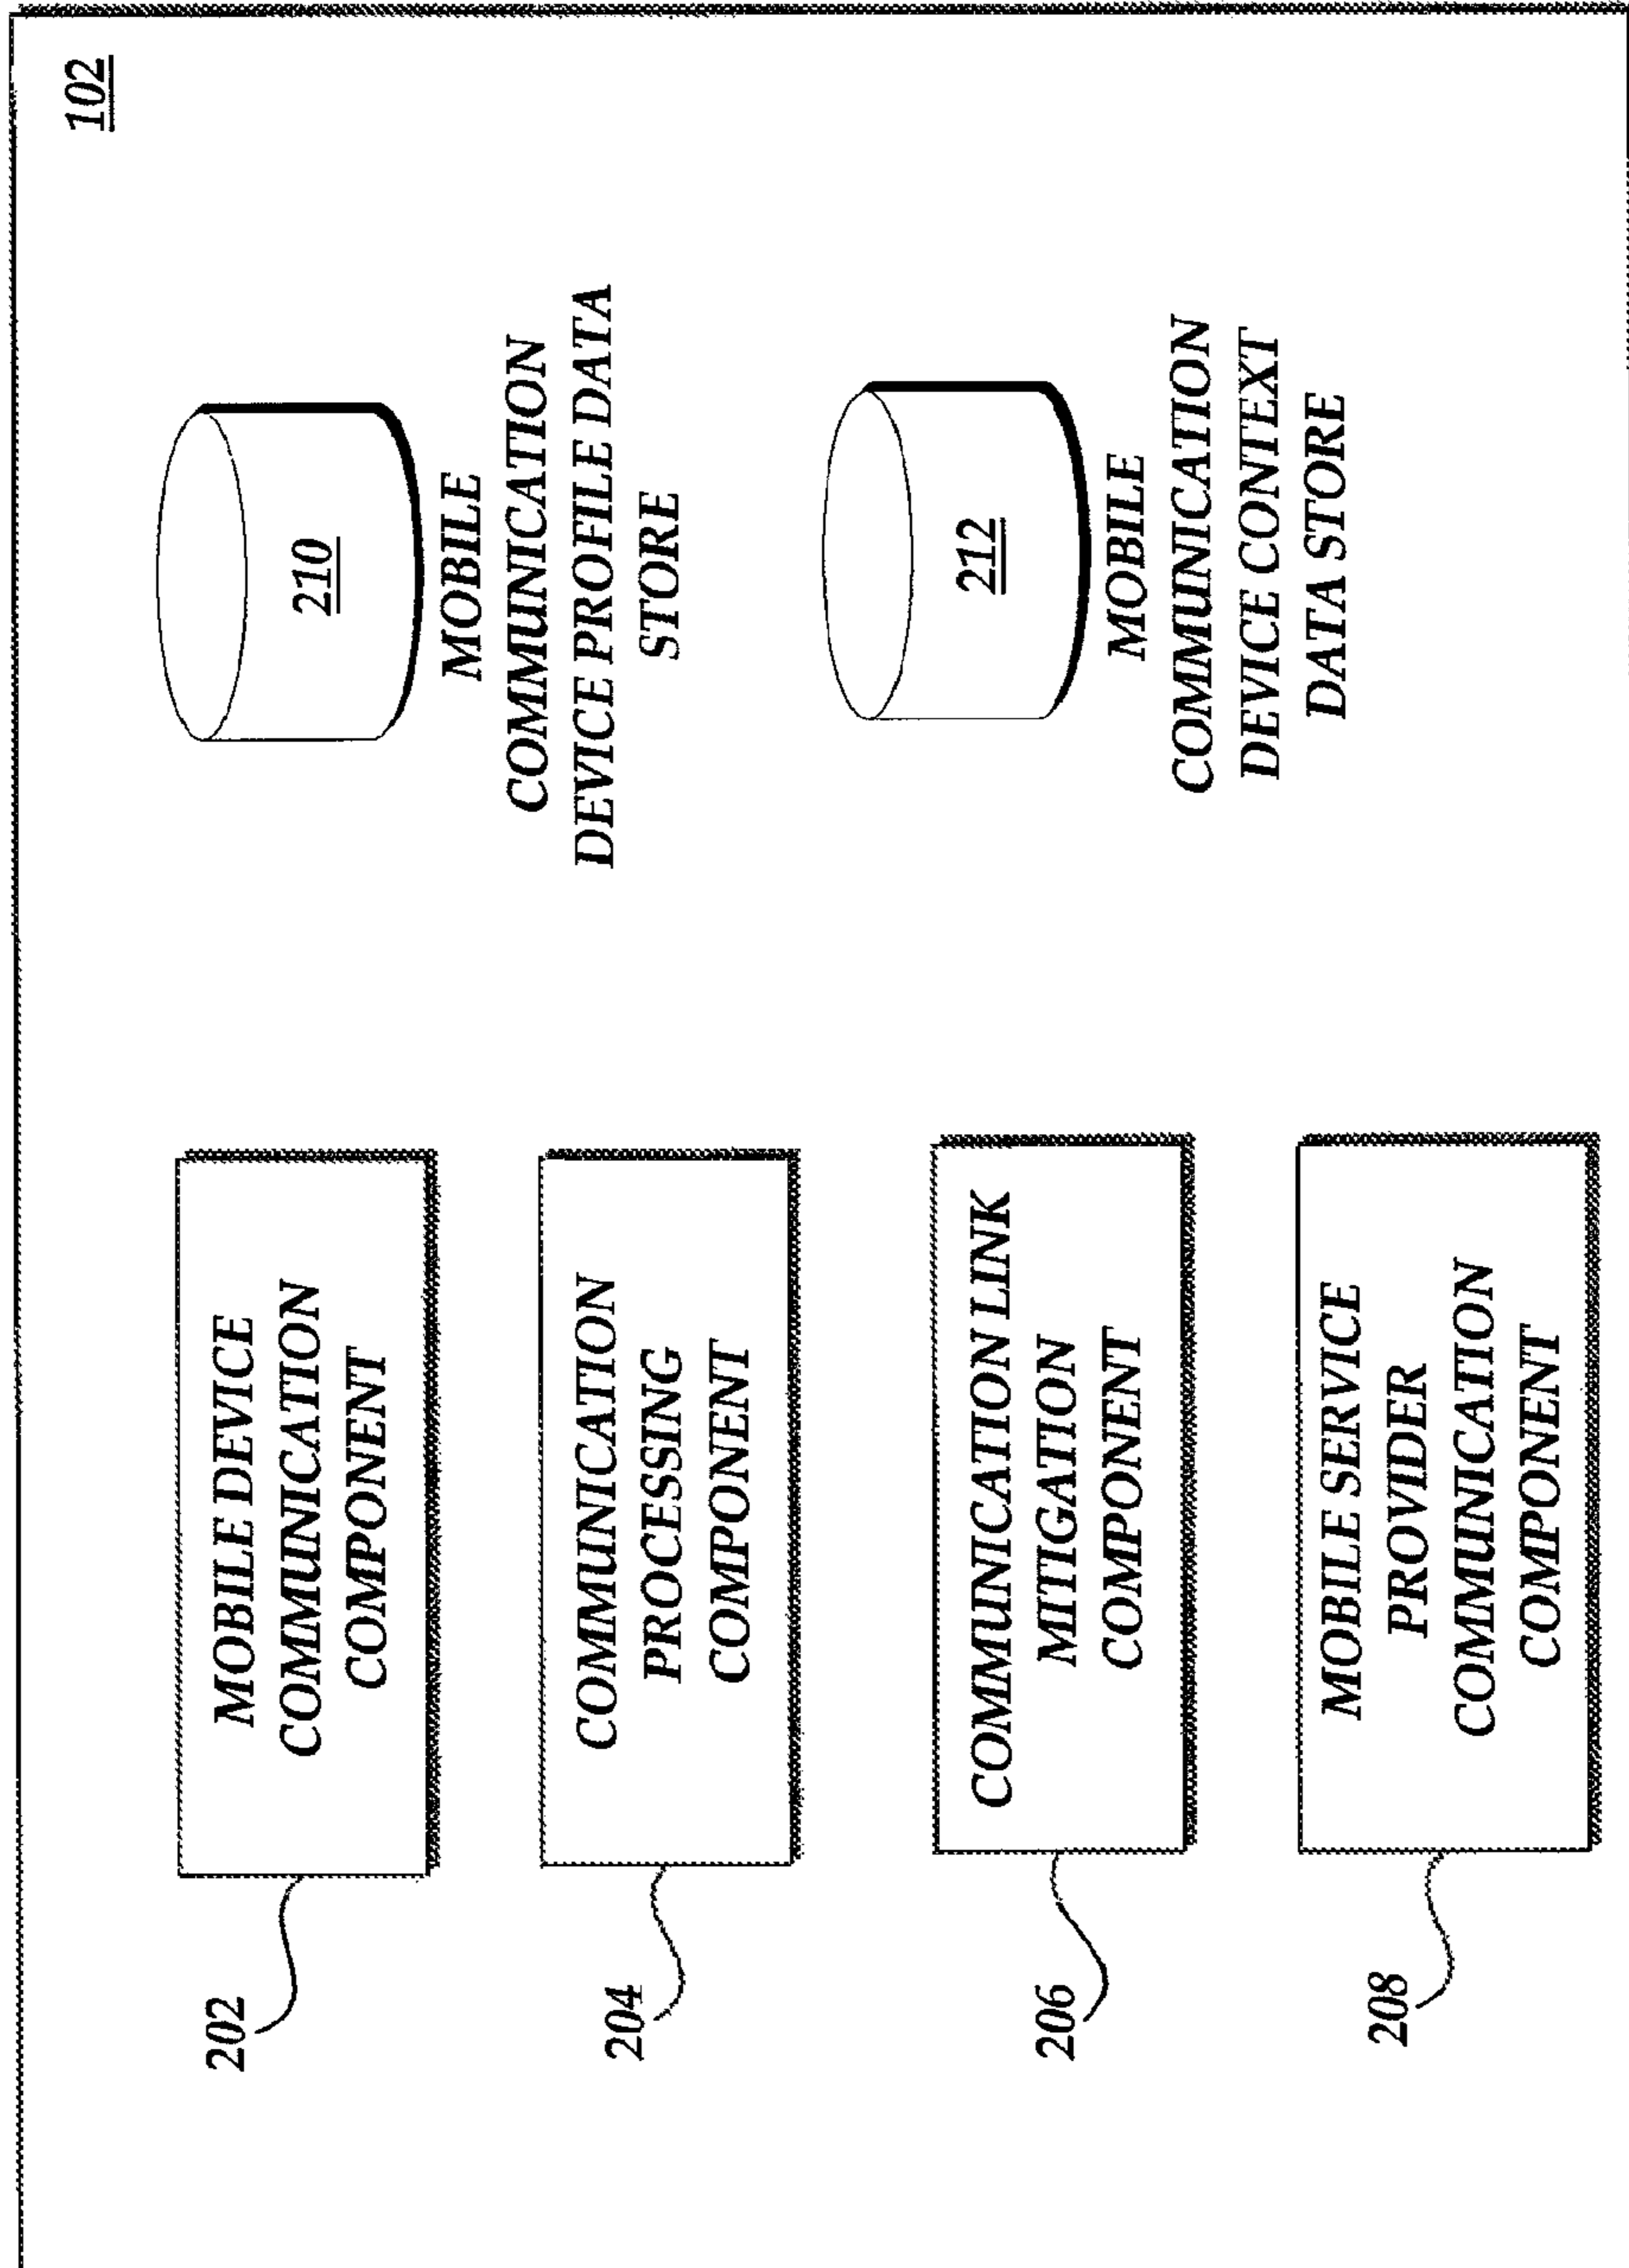 102
202
MOBILE DEVICE
COMMUNICATION
COMPONENT
204
COMMUNICATION
PROCESSING
COMPONENT
206
COMMUNICATION LINK
MITIGATION
COMPONENT
208
MOBILE SERVICE
PROVIDER
COMMUNICATION
COMPONENT
210
MOBILE
COMMUNICATION
DEVICE PROFILE DATA
STORE
212
MOBILE
COMMUNICATION
DEVICE CONTEXT
DATA STORE